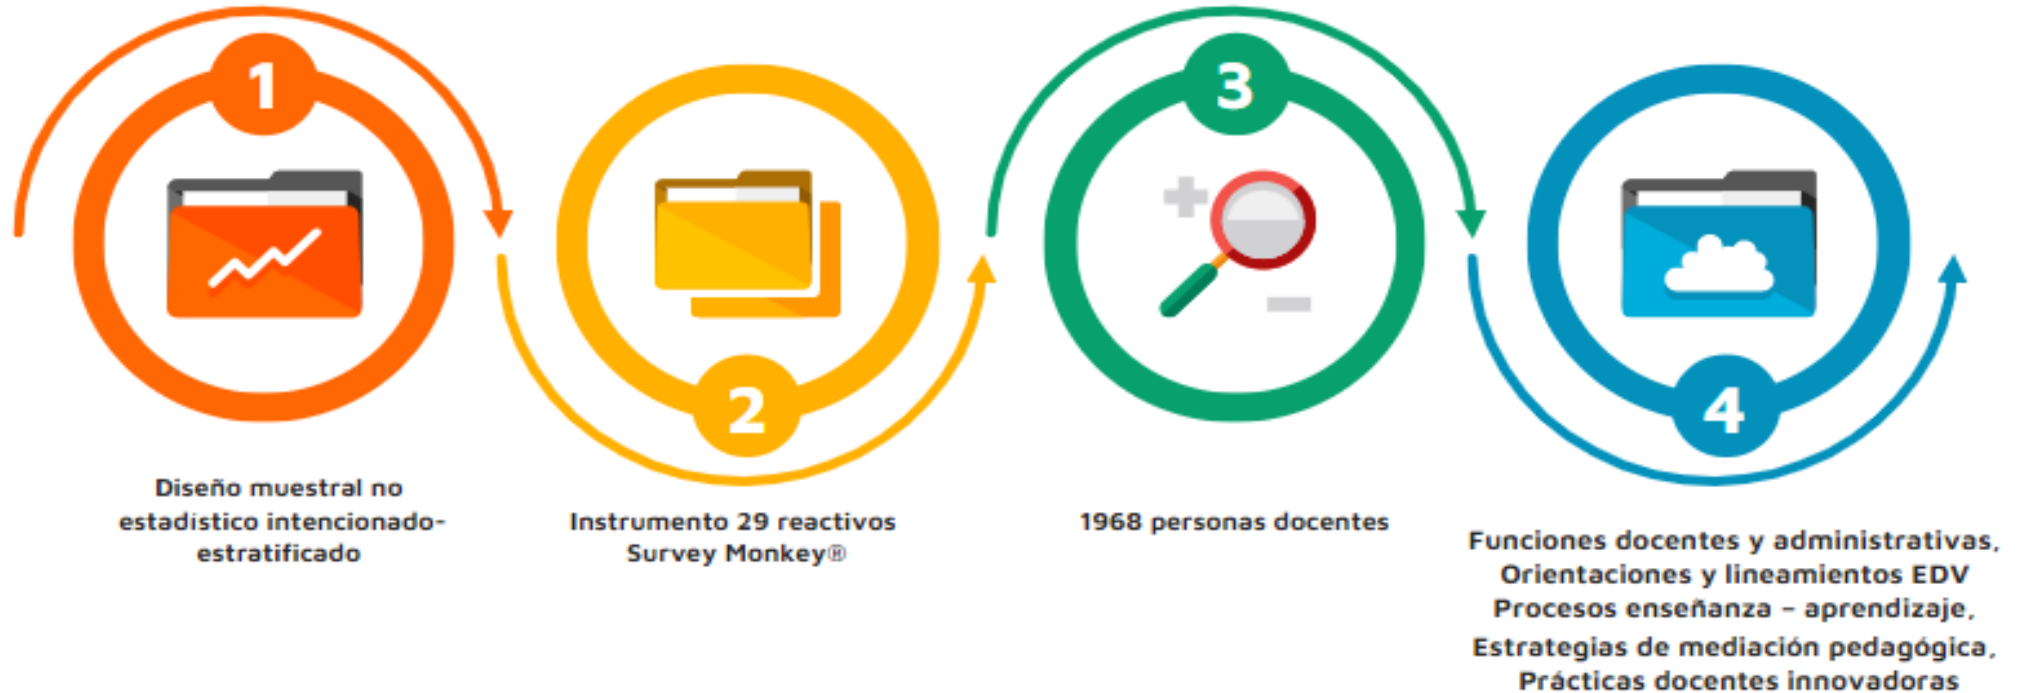 1
Diseño muestral no
estadístico intencionado-
estratificado
2
Instrumento 29 reactivos
Survey Monkey®
3
1968 personas docentes
4
Funciones docentes y administrativas,
Orientaciones y lineamientos EDV
Procesos enseñanza – aprendizaje,
Estrategias de mediación pedagógica,
Prácticas docentes innovadoras